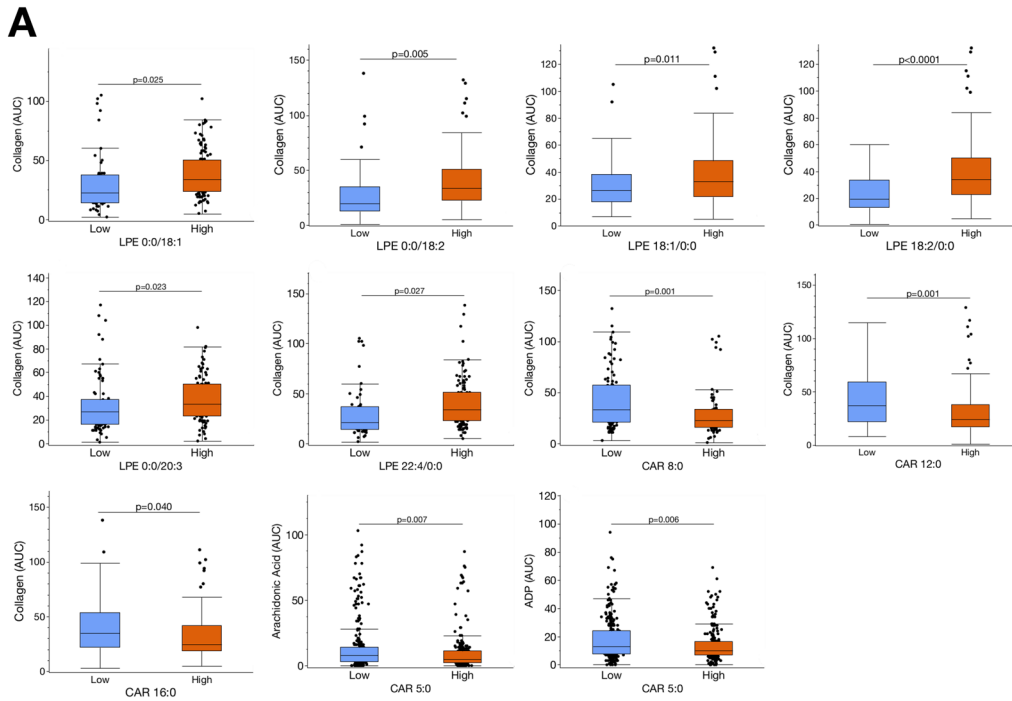 A
p=0.025
Collagen (AUC)
100
50
0
Low High
LPE 0:0/18:1
p=0.005
Collagen (AUC)
150
100
50
0
Low High
LPE 0:0/18:2
p=0.011
Collagen (AUC)
120
100
80
60
40
20
0
Low High
LPE 18:1/0:0
p<0.0001
Collagen (AUC)
120
100
80
60
40
20
0
Low High
LPE 18:2/0:0
p=0.023
Collagen (AUC)
140
120
100
80
60
40
20
0
Low High
LPE 0:0/20:3
p=0.027
Collagen (AUC)
150
100
50
0
Low High
LPE 22:4/0:0
p=0.001
Collagen (AUC)
150
100
50
0
Low High
CAR 8:0
p=0.001
Collagen (AUC)
150
100
50
0
Low High
CAR 12:0
p=0.040
Collagen (AUC)
150
100
50
0
Low High
CAR 16:0
p=0.007
Arachidonic Acid (AUC)
100
50
0
Low High
CAR 5:0
p=0.006
ADP (AUC)
120
100
80
60
40
20
0
Low High
CAR 5:0